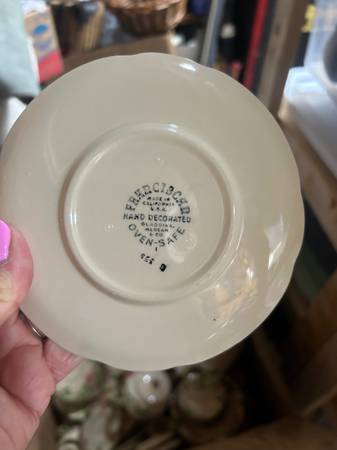 FRANCISCAN
MADE IN
CALIFORNIA
U.S.A.
HAND DECORATED
GLADDING,
McBEAN
& CO.
OVEN-SAFE